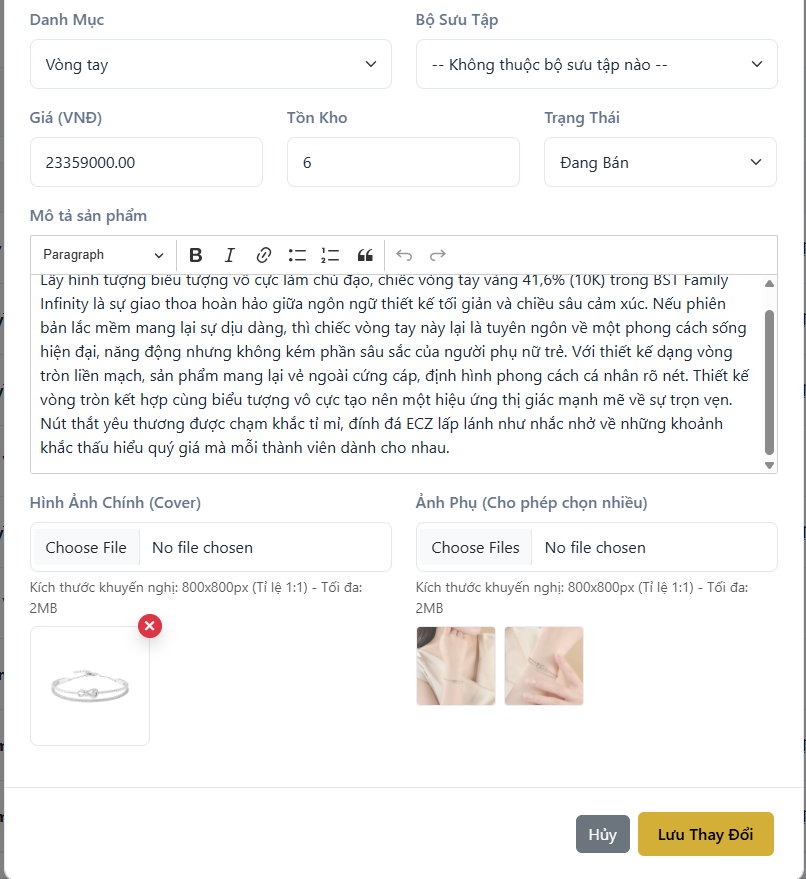 Danh Mục
Bộ Sưu Tập
Vòng tay
-- Không thuộc bộ sưu tập nào --
Giá (VNĐ)
Tồn Kho
Trạng Thái
23359000.00
6
Đang Bán
Mô tả sản phẩm
Paragraph
B I
Lấy hình tượng biểu tượng vô cực làm chủ đạo, chiếc vòng tay vàng 41,6% (10K) trong BST Family
Infinity là sự giao thoa hoàn hảo giữa ngôn ngữ thiết kế tối giản và chiều sâu cảm xúc. Nếu phiên
bản lắc mềm mang lại sự dịu dàng, thì chiếc vòng tay này lại là tuyên ngôn về một phong cách sống
hiện đại, năng động nhưng không kém phần sâu sắc của người phụ nữ trẻ. Với thiết kế dạng vòng
tròn liền mạch, sản phẩm mang lại vẻ ngoài cứng cáp, định hình phong cách cá nhân rõ nét. Thiết kế
vòng tròn kết hợp cùng biểu tượng vô cực tạo nên một hiệu ứng thị giác mạnh mẽ về sự trọn vẹn.
Nút thắt yêu thương được chạm khắc tỉ mỉ, đính đá ECZ lấp lánh như nhắc nhở về những khoảnh
khắc thấu hiểu quý giá mà mỗi thành viên dành cho nhau.
Hình Ảnh Chính (Cover)
Ảnh Phụ (Cho phép chọn nhiều)
Choose File No file chosen
Choose Files No file chosen
Kích thước khuyến nghị: 800x800px (Tỉ lệ 1:1) - Tối đa:
2MB
Kích thước khuyến nghị: 800x800px (Tỉ lệ 1:1) - Tối đa:
2MB
Hủy
Lưu Thay Đổi